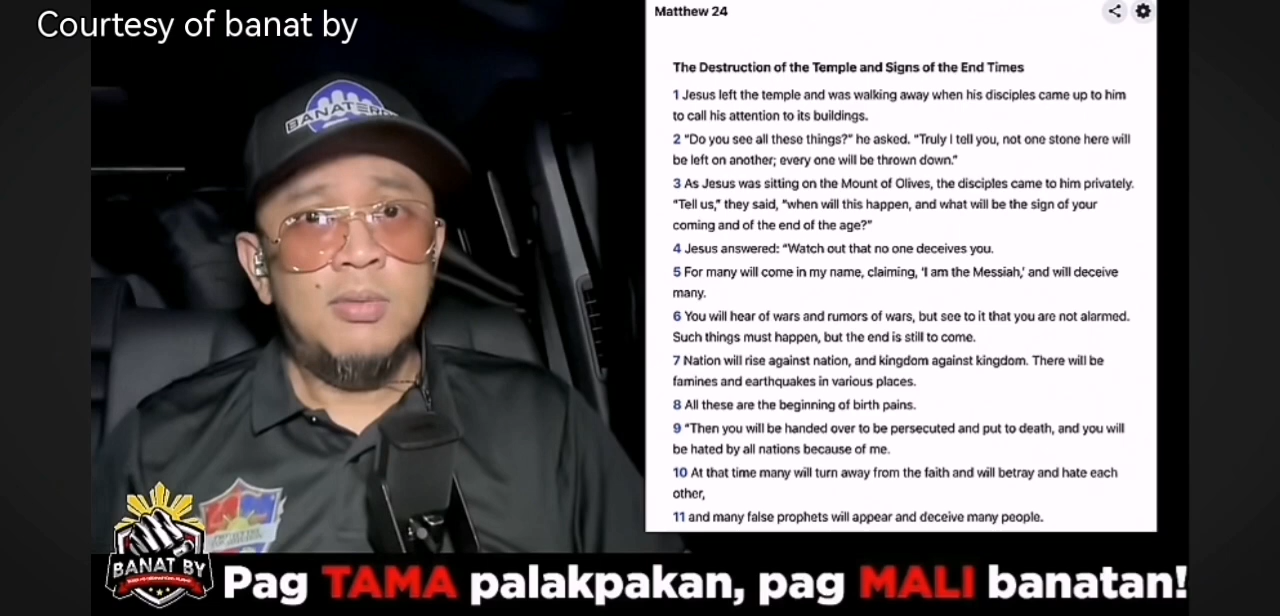 Courtesy of banat by
Matthew 24
The Destruction of the Temple and Signs of the End Times
1 Jesus left the temple and was walking away when his disciples came up to him
to call his attention to its buildings.
2 “Do you see all these things?” he asked. “Truly I tell you, not one stone here will
be left on another; every one will be thrown down.”
3 As Jesus was sitting on the Mount of Olives, the disciples came to him privately.
“Tell us,” they said, “when will this happen, and what will be the sign of your
coming and of the end of the age?”
4 Jesus answered: “Watch out that no one deceives you.
5 For many will come in my name, claiming, ‘I am the Messiah,’ and will deceive
many.
6 You will hear of wars and rumors of wars, but see to it that you are not alarmed.
Such things must happen, but the end is still to come.
7 Nation will rise against nation, and kingdom against kingdom. There will be
famines and earthquakes in various places.
8 All these are the beginning of birth pains.
9 “Then you will be handed over to be persecuted and put to death, and you will
be hated by all nations because of me.
10 At that time many will turn away from the faith and will betray and hate each
other,
11 and many false prophets will appear and deceive many people.
BANAT BY
Pag TAMA palakpakan, pag MALI banatan!